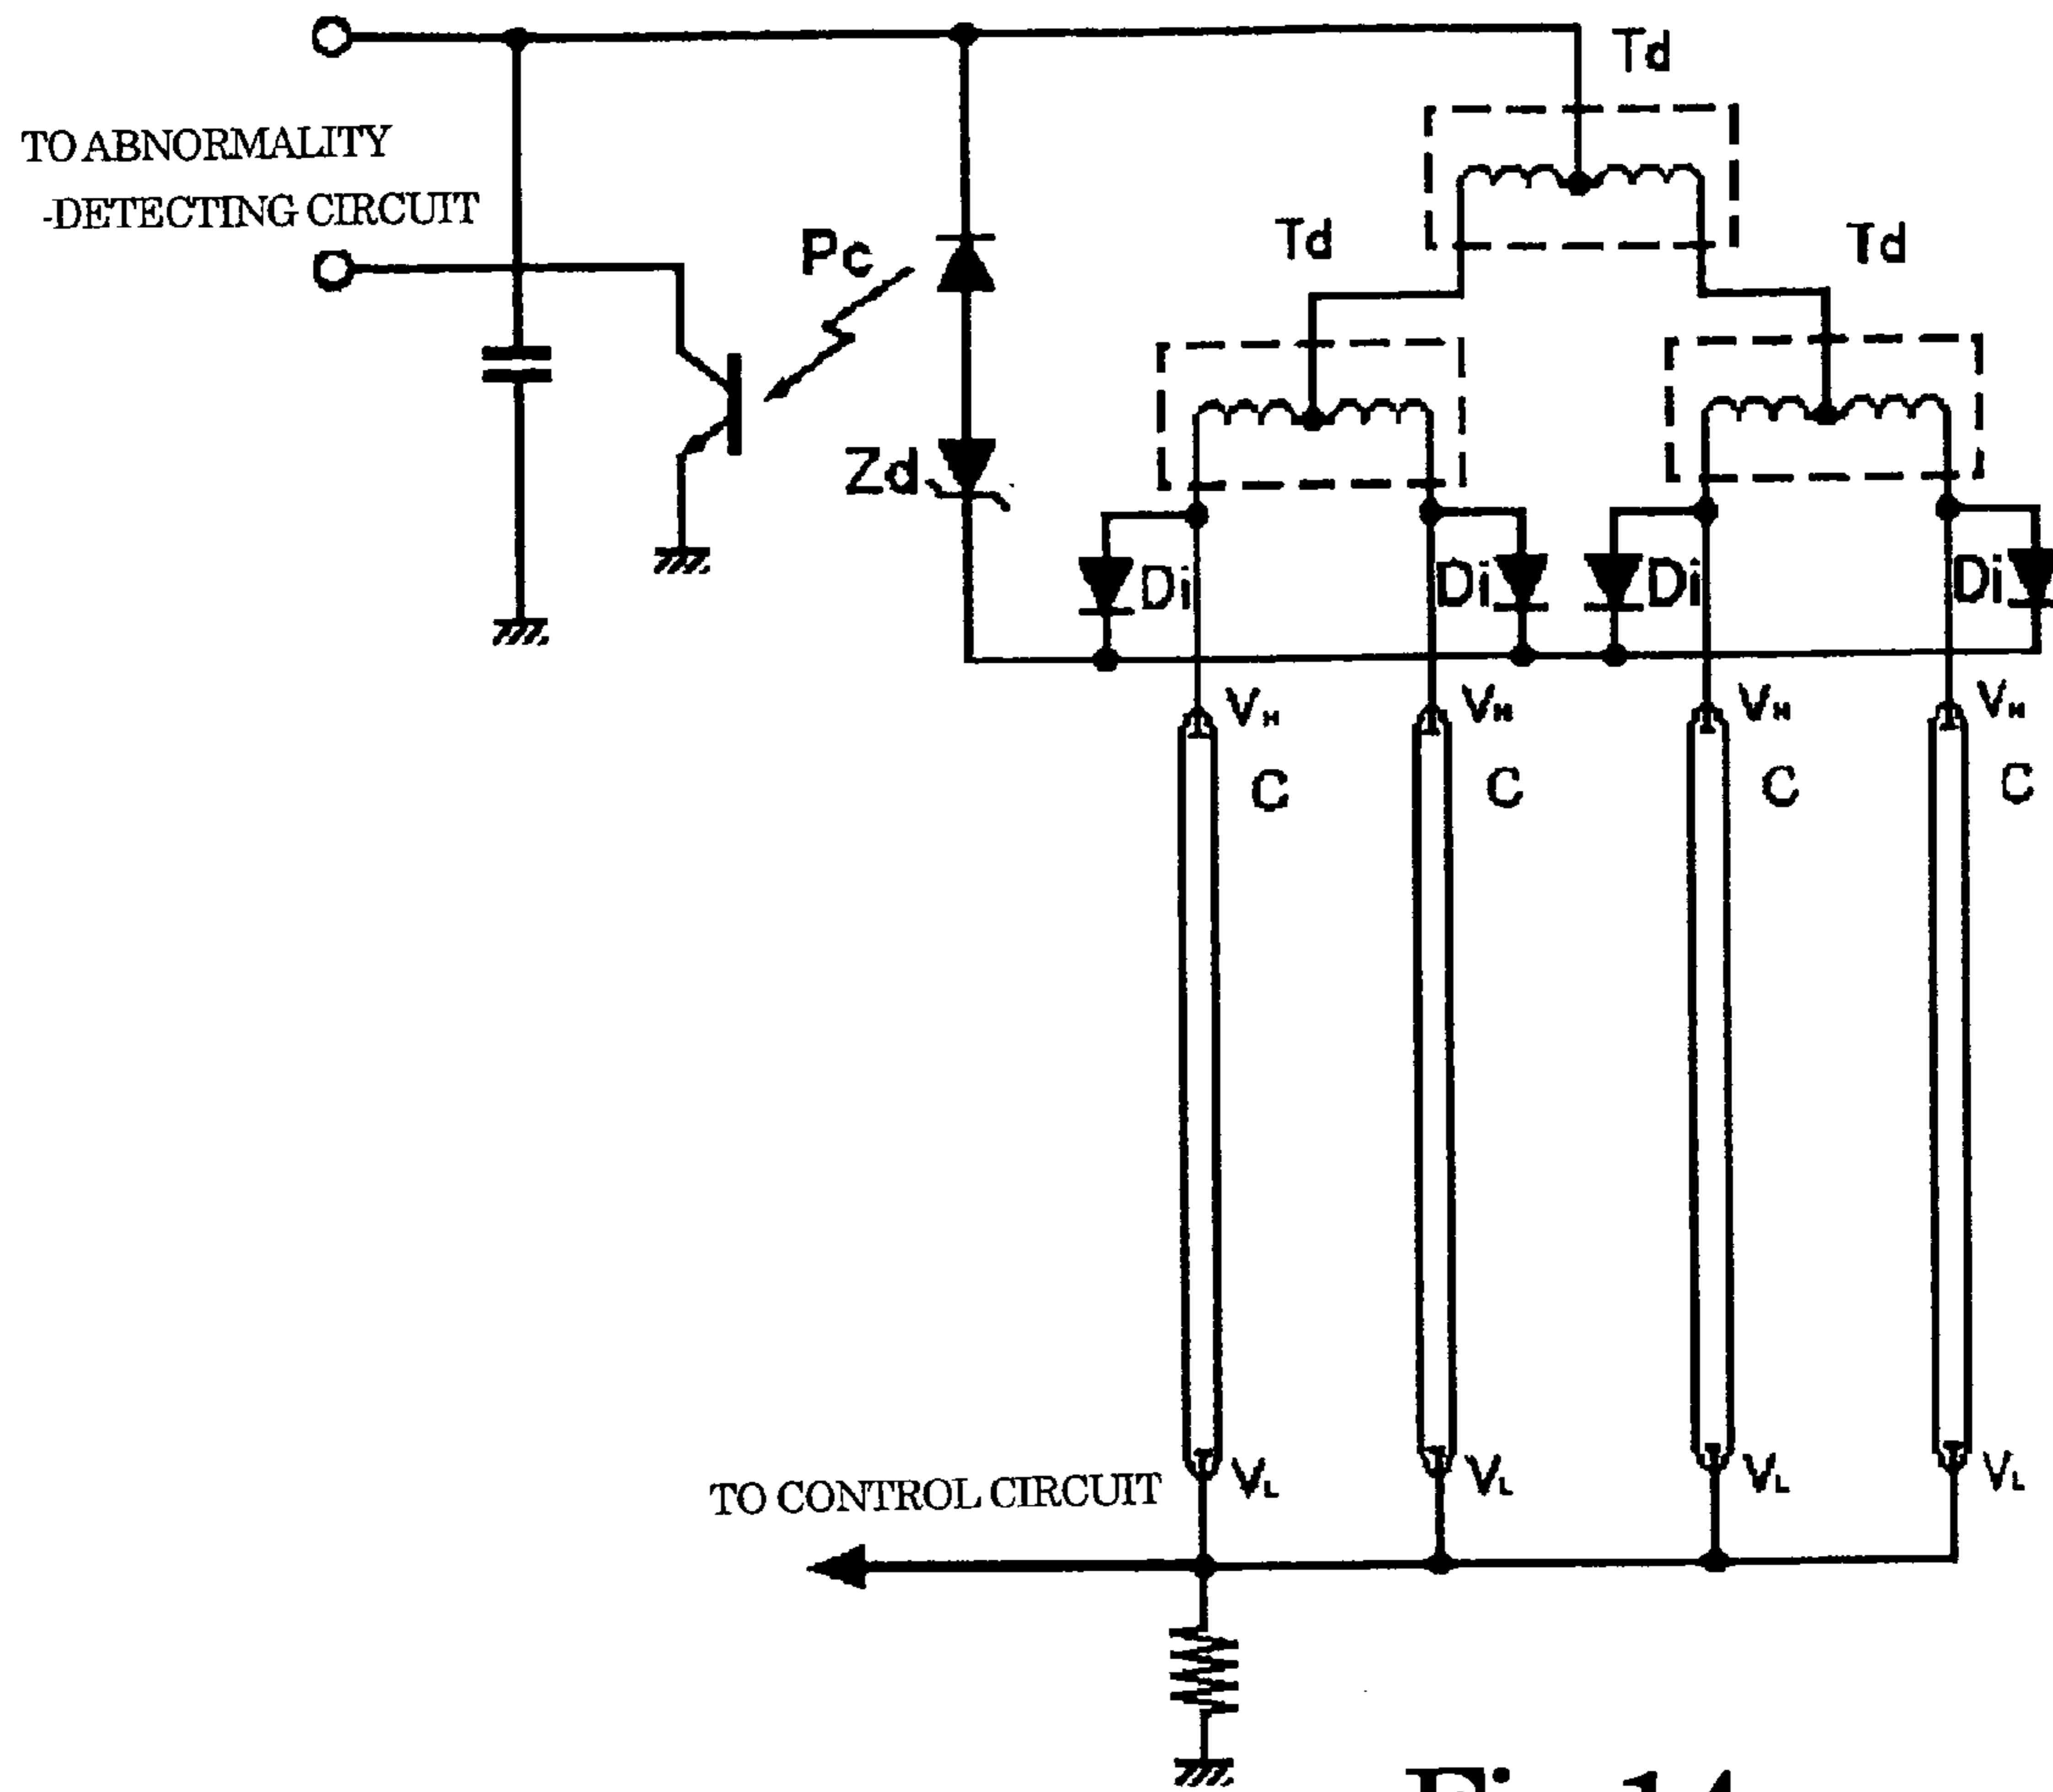 Td
TO ABNORMALITY
-DETECTING CIRCUIT
Td
Td
Pc
Zd
Di
Di
Di
Di
VH
VH
VH
VH
C
C
C
C
TO CONTROL CIRCUIT
VL
VL
VL
VL